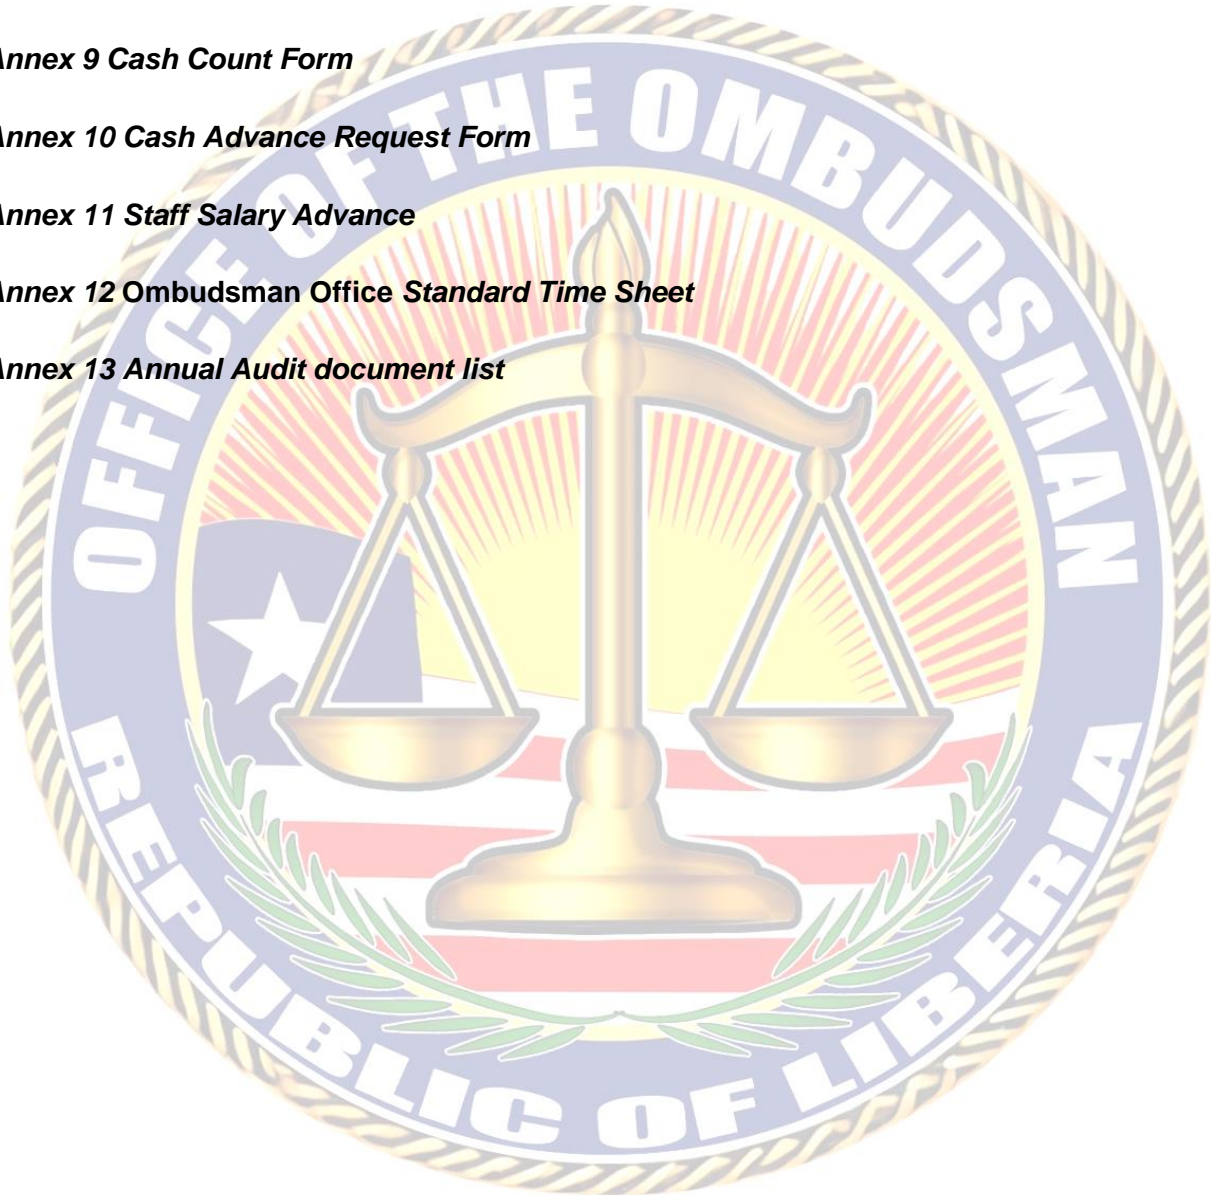 Annex 9 Cash Count Form
Annex 10 Cash Advance Request Form
Annex 11 Staff Salary Advance
Annex 12 Ombudsman Office Standard Time Sheet
Annex 13 Annual Audit document list
OFFICE OF THE OMBUDSMAN
REPUBLIC OF LIBERIA